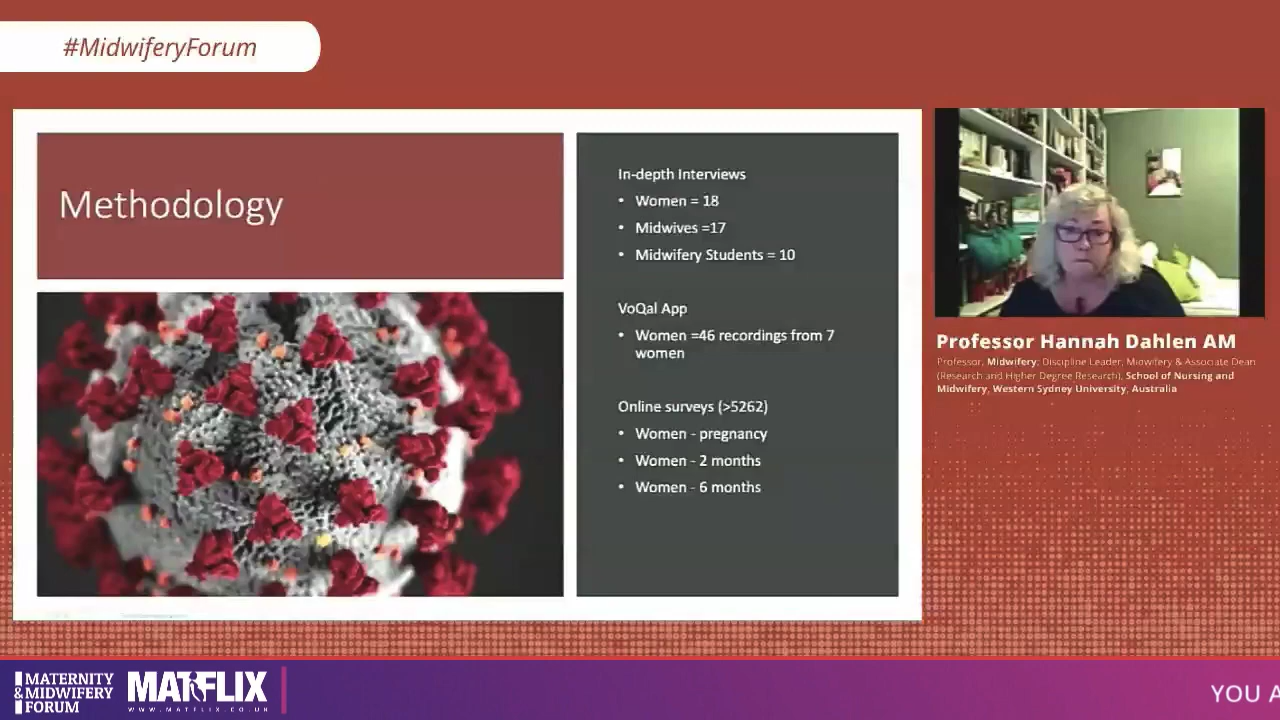 #MidwiferyForum
Methodology
In-depth Interviews
• Women = 18
• Midwives =17
• Midwifery Students = 10
VoQal App
• Women =46 recordings from 7
women
Online surveys (>5262)
• Women - pregnancy
• Women - 2 months
• Women - 6 months
Professor Hannah Dahlen AM
Professor, Midwifery; Discipline Leader, Midwifery & Associate Dean
(Research and Higher Degree Research), School of Nursing and
Midwifery, Western Sydney University, Australia
MATERNITY
&MIDWIFERY
FORUM
MATFLIX
WWW.MATFLIX.CO.UK
YOU A